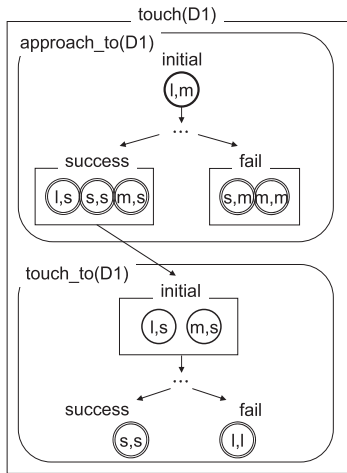 touch(D1)
approach_to(D1)
initial
l,m
...
success fail
l,s s,s m,s s,m m,m
touch_to(D1)
initial
l,s m,s
...
success fail
s,s l,l